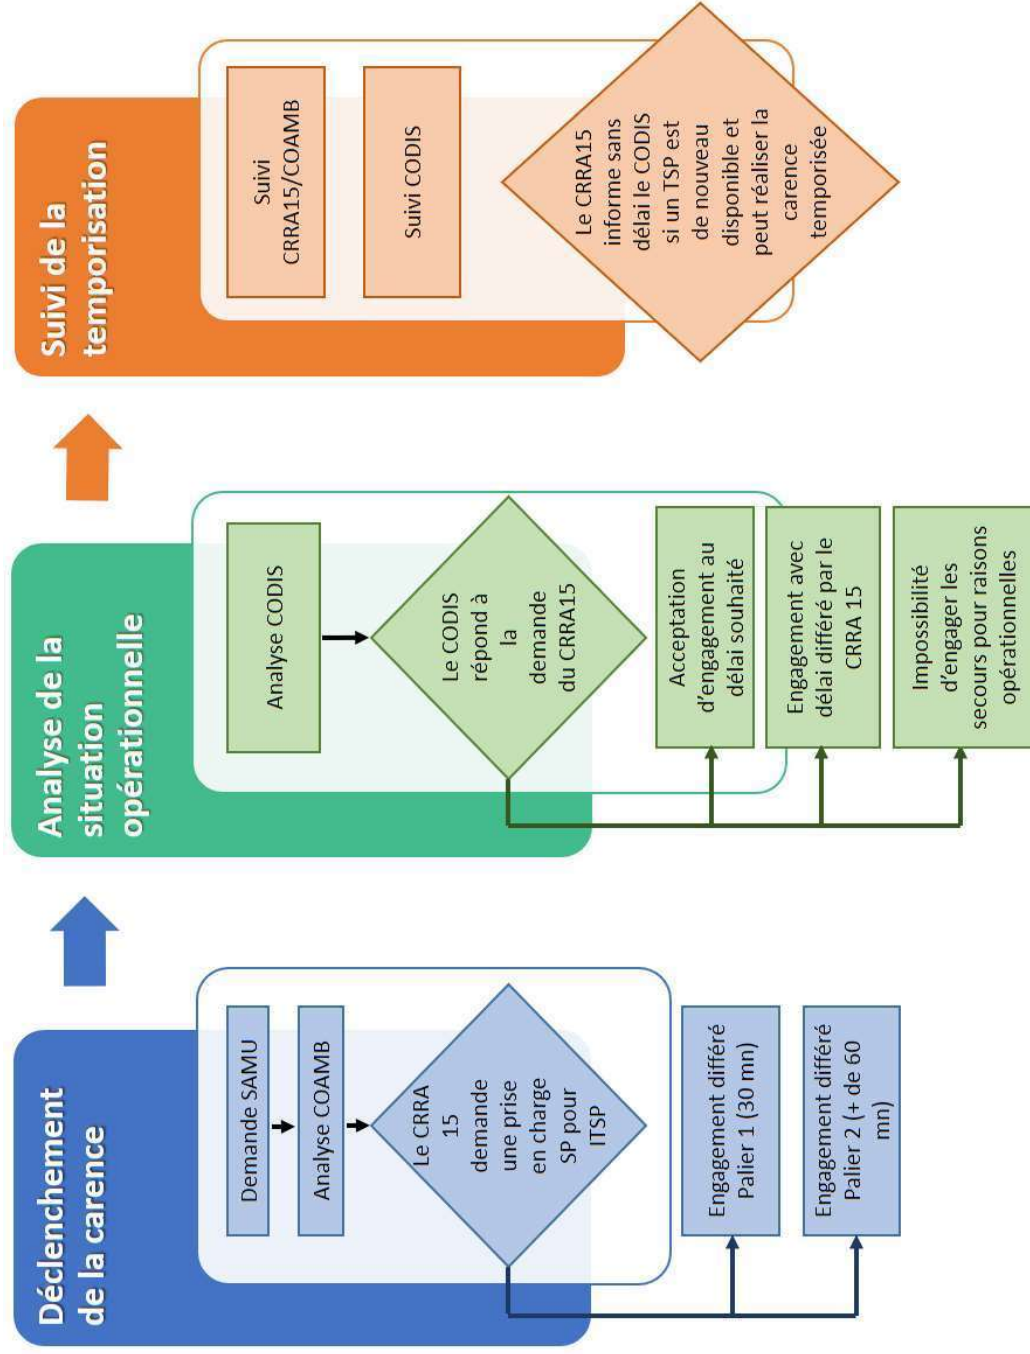 Déclenchement
de la carence
Demande SAMU
Analyse COAMB
Le CRRA
15
demande
une prise
en charge
SP pour
ITSP
Engagement différé
Palier 1 (30 mn)
Engagement différé
Palier 2 (+ de 60
mn)
Analyse de la
situation
opérationnelle
Analyse CODIS
Le CODIS
répond à
la
demande
du CRRA15
Acceptation
d'engagement au
délai souhaité
Engagement avec
délai différé par le
CRRA 15
Impossibilité
d'engager les
secours pour raisons
opérationnelles
Suivi de la
temporisation
Suivi
CRRA15/COAMB
Suivi CODIS
Le CRRA15
informe sans
délai le CODIS
si un TSP est
de nouveau
disponible et
peut réaliser la
carence
temporisée